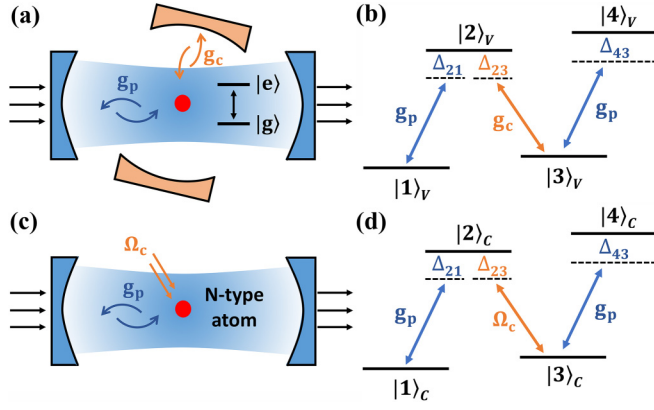 (a)
g_c
g_p
|e⟩
|g⟩
(b)
|2⟩_V
|4⟩_V
Δ_21
Δ_23
Δ_43
g_p
g_c
g_p
|1⟩_V
|3⟩_V
(c)
Ω_c
g_p
N-type
atom
(d)
|2⟩_C
|4⟩_C
Δ_21
Δ_23
Δ_43
g_p
Ω_c
g_p
|1⟩_C
|3⟩_C